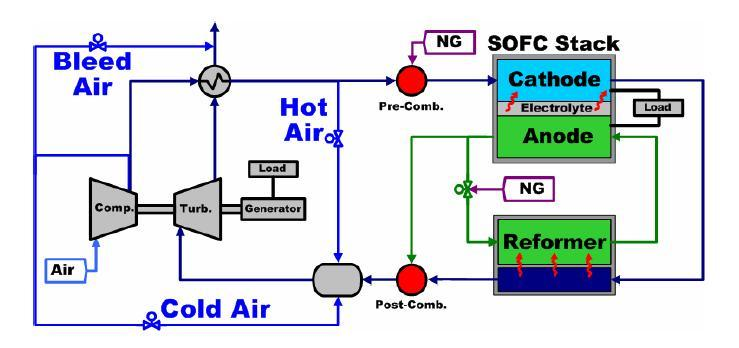 NG
SOFC Stack
Bleed
Air
Cathode
Pre-Comb.
Hot
Air
Electrolyte
Load
Anode
Load
NG
Comp.
Turb.
Generator
Reformer
Air
Cold Air
Post-Comb.